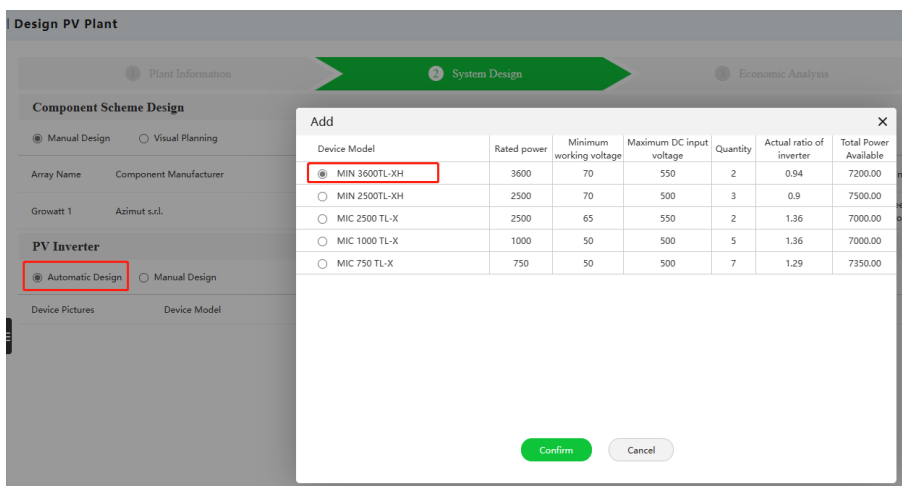 Design PV Plant
1 Plant Information
2 System Design
3 Economic Analysis
Component Scheme Design
Manual Design
Visual Planning
Array Name
Component Manufacturer
Growatt 1
Azimut s.r.l.
PV Inverter
Automatic Design
Manual Design
Device Pictures
Device Model
Add
Device Model Rated power Minimum working voltage Maximum DC input voltage Quantity Actual ratio of inverter Total Power Available
MIN 3600TL-XH 3600 70 550 2 0.94 7200.00
MIN 2500TL-XH 2500 70 500 3 0.9 7500.00
MIC 2500 TL-X 2500 65 550 2 1.36 7000.00
MIC 1000 TL-X 1000 50 500 5 1.36 7000.00
MIC 750 TL-X 750 50 500 7 1.29 7350.00
Confirm
Cancel